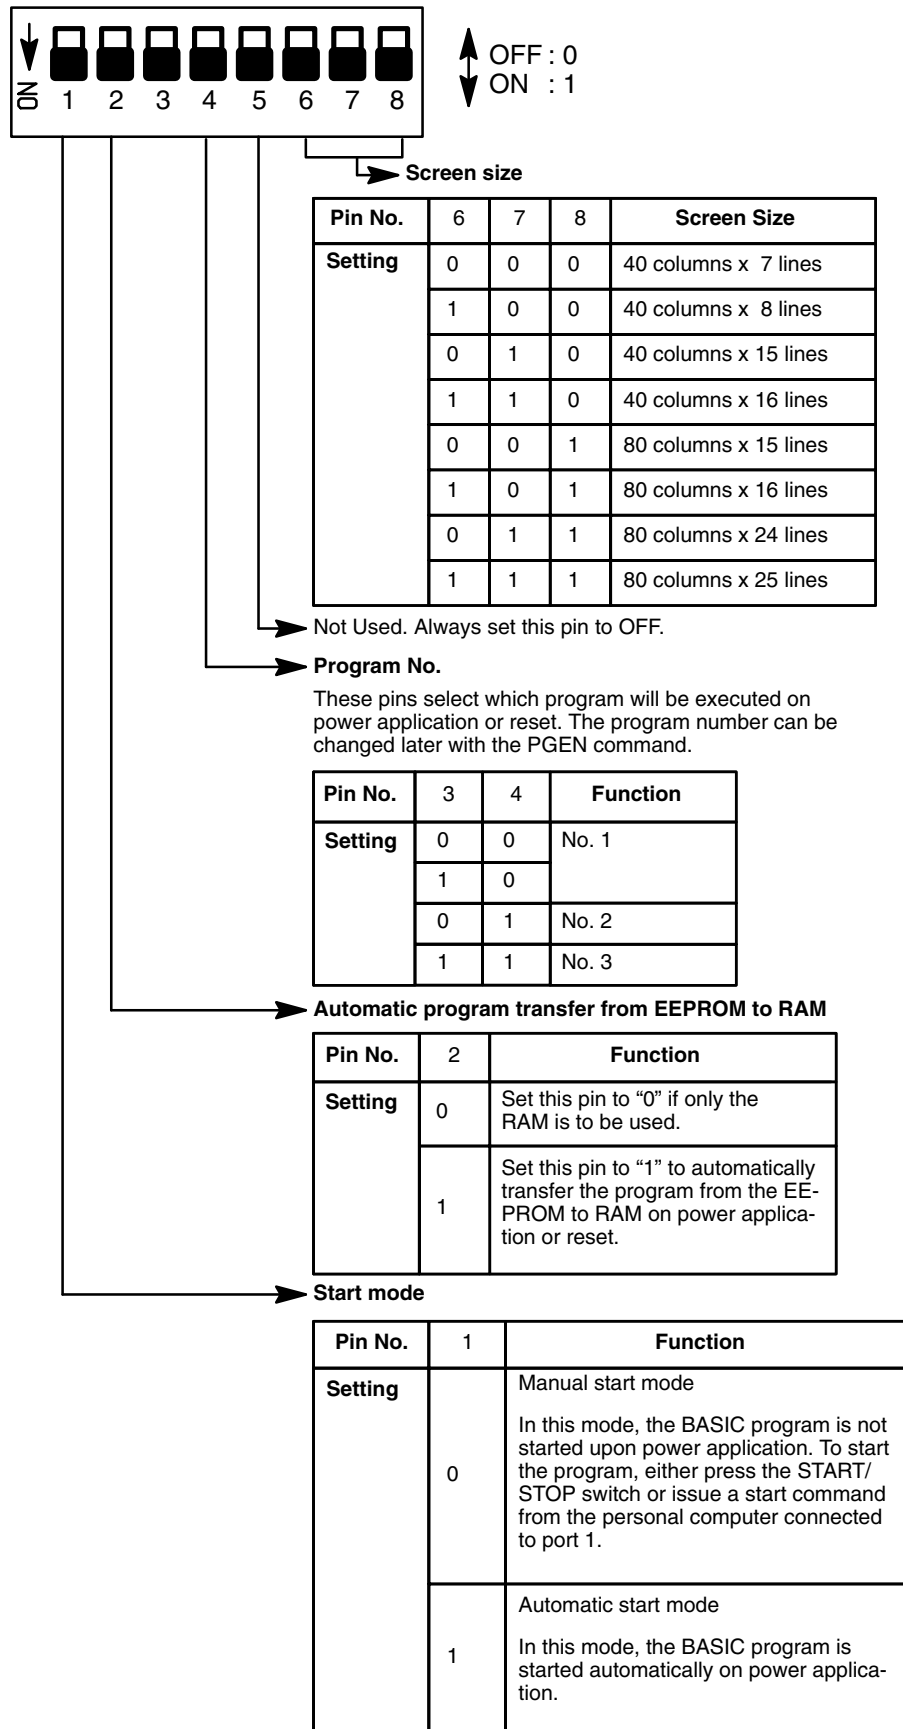 OFF : 0
ON : 1
ON
1 2 3 4 5 6 7 8
Screen size
Pin No. 6 7 8 Screen Size
Setting 0 0 0 40 columns x 7 lines
1 0 0 40 columns x 8 lines
0 1 0 40 columns x 15 lines
1 1 0 40 columns x 16 lines
0 0 1 80 columns x 15 lines
1 0 1 80 columns x 16 lines
0 1 1 80 columns x 24 lines
1 1 1 80 columns x 25 lines
Not Used. Always set this pin to OFF.
Program No.
These pins select which program will be executed on
power application or reset. The program number can be
changed later with the PGEN command.
Pin No. 3 4 Function
Setting 0 0 No. 1
1 0
0 1 No. 2
1 1 No. 3
Automatic program transfer from EEPROM to RAM
Pin No. 2 Function
Setting 0 Set this pin to “0” if only the
RAM is to be used.
1 Set this pin to “1” to automatically
transfer the program from the EE-
PROM to RAM on power applica-
tion or reset.
Start mode
Pin No. 1 Function
Setting 0 Manual start mode
In this mode, the BASIC program is not
started upon power application. To start
the program, either press the START/
STOP switch or issue a start command
from the personal computer connected
to port 1.
1 Automatic start mode
In this mode, the BASIC program is
started automatically on power applica-
tion.